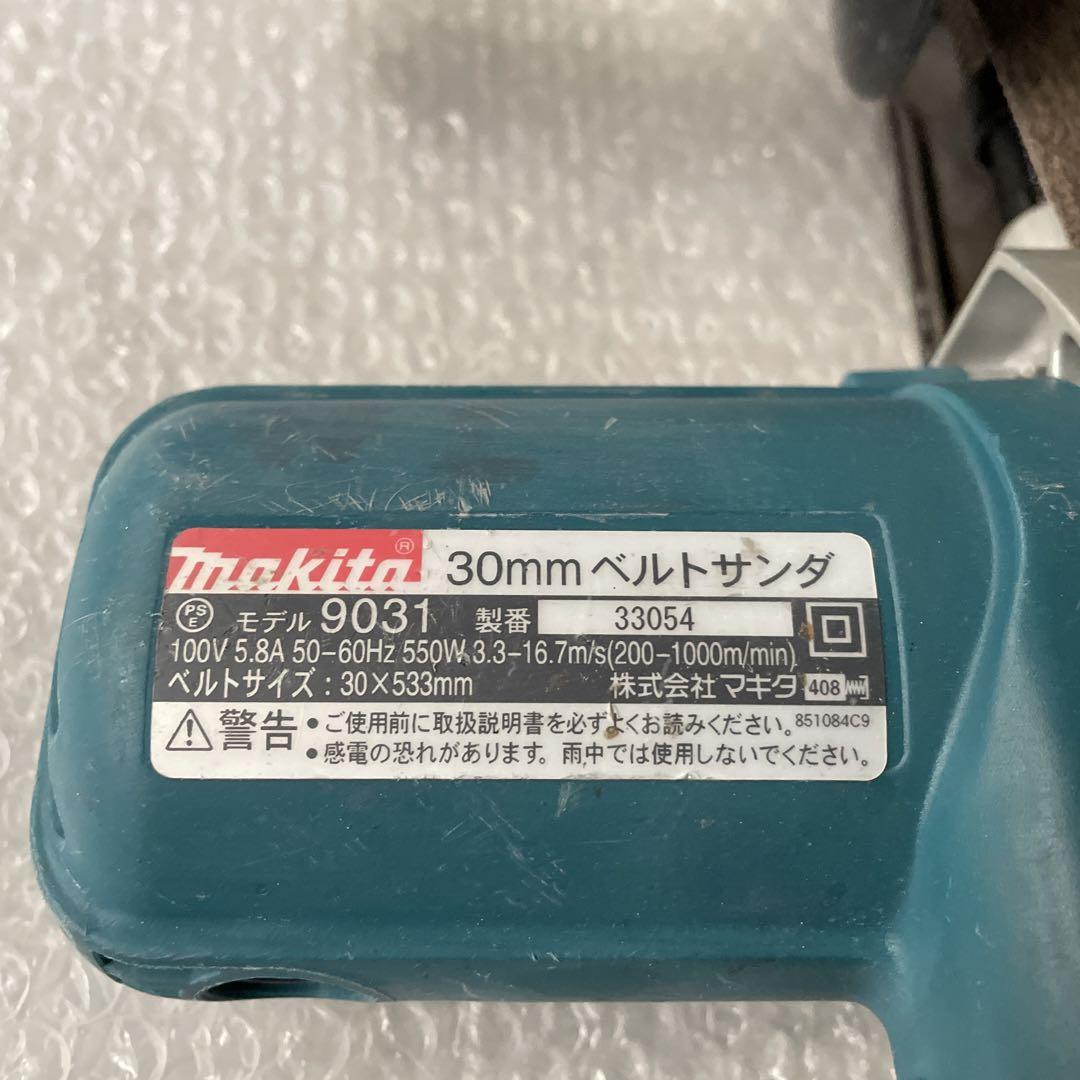 makita® 30mm ベルトサンダ
PSE モデル 9031 製番 33054
100V 5.8A 50-60Hz 550W 3.3-16.7m/s(200-1000m/min)
ベルトサイズ：30×533mm 株式会社マキタ 408
警告 ●ご使用前に取扱説明書を必ずよくお読みください。 851084C9
●感電の恐れがあります。雨中では使用しないでください。